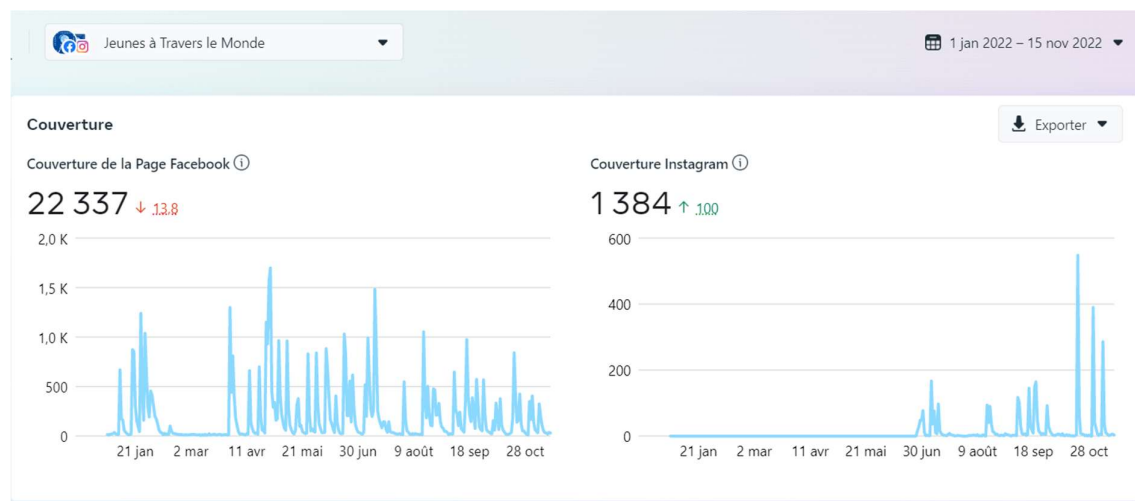 Jeunes à Travers le Monde
1 jan 2022 – 15 nov 2022
Couverture
Exporter
Couverture de la Page Facebook
22 337 ↓ 13,8
2,0 K
1,5 K
1,0 K
500
0
21 jan 2 mar 11 avr 21 mai 30 jun 9 août 18 sep 28 oct
Couverture Instagram
1 384 ↑ 100
600
400
200
0
21 jan 2 mar 11 avr 21 mai 30 jun 9 août 18 sep 28 oct